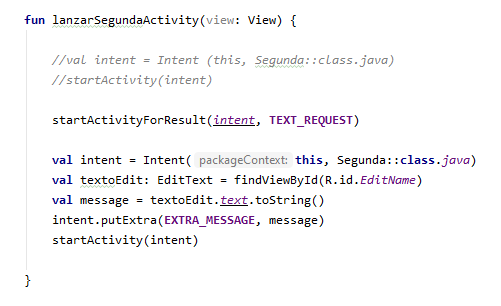 fun lanzarSegundaActivity(view: View) {
//val intent = Intent (this, Segunda::class.java)
//startActivity(intent)
startActivityForResult(intent, TEXT_REQUEST)
val intent = Intent( packageContext: this, Segunda::class.java)
val textoEdit: EditText = findViewById(R.id.EditName)
val message = textoEdit.text.toString()
intent.putExtra(EXTRA_MESSAGE, message)
startActivity(intent)
}